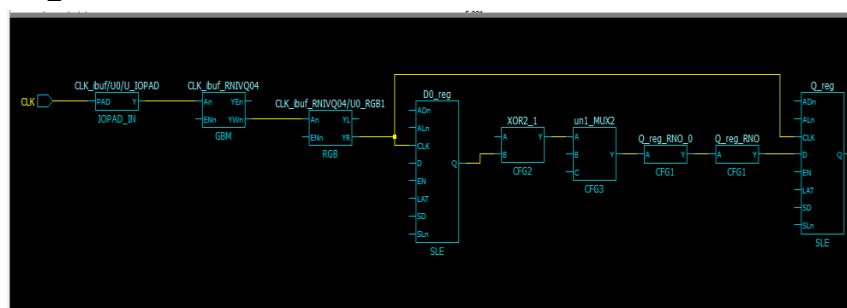 CLK
CLK_ibuf/U0/U_IOPAD
PAD Y
IOPAD_IN
CLK_ibuf_RNIVQ04
An YEn
ENn YWn
GBM
CLK_ibuf_RNIVQ04/U0_RGB1
An YL
ENn YR
RGB
D0_reg
ADn
ALn
CLK
D Q
EN
LAT
SD
SLn
SLE
XOR2_1
A Y
B
CFG2
un1_MUX2
A
B Y
C
CFG3
Q_reg_RNO_0
A Y
CFG1
Q_reg_RNO
A Y
CFG1
Q_reg
ADn
ALn
CLK
D Q
EN
LAT
SD
SLn
SLE